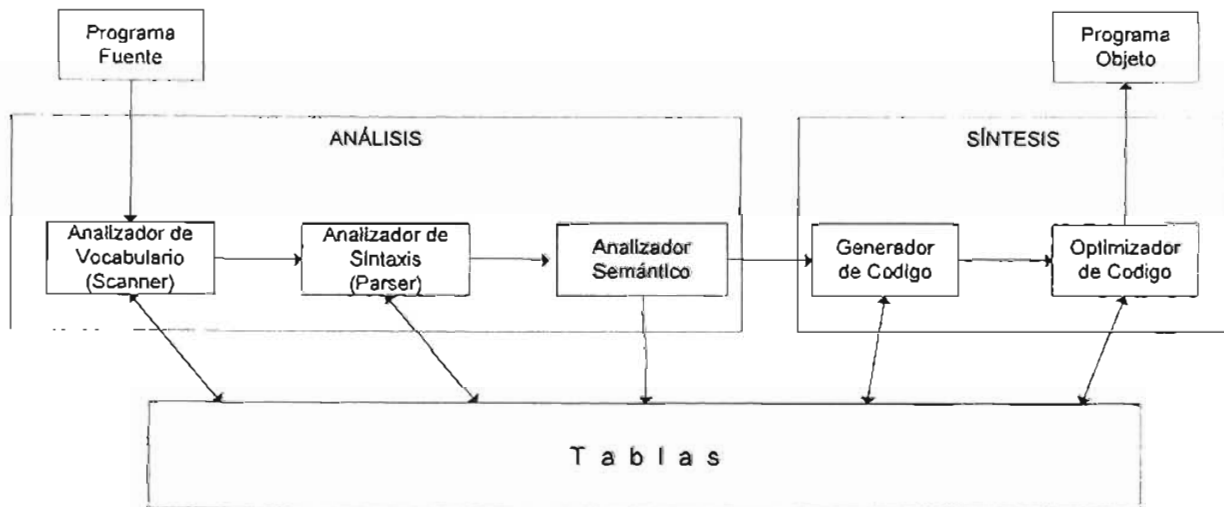 Programa
Fuente
Programa
Objeto
ANÁLISIS
SÍNTESIS
Analizador de
Vocabulario
(Scanner)
Analizador de
Sintaxis
(Parser)
Analizador
Semántico
Generador
de Codigo
Optimizador
de Codigo
Tablas